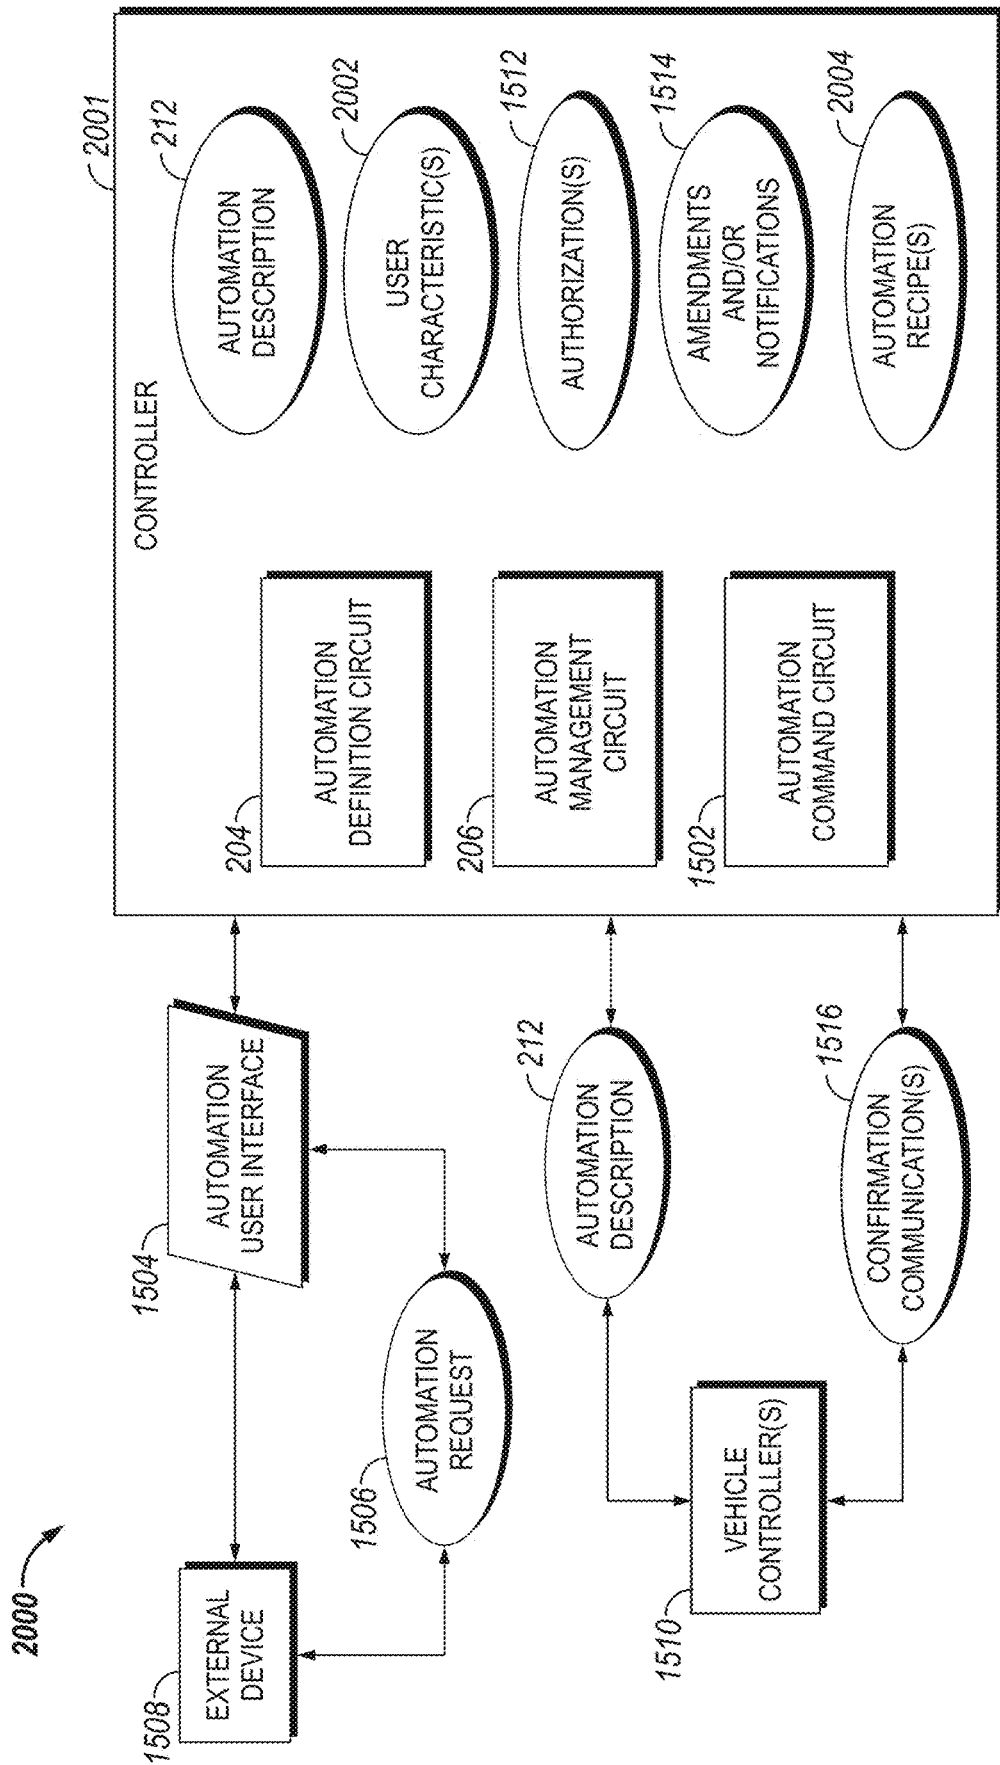 2000
1508
EXTERNAL
DEVICE
1504
AUTOMATION
USER INTERFACE
1506
AUTOMATION
REQUEST
1510
VEHICLE
CONTROLLER(S)
212
AUTOMATION
DESCRIPTION
1516
CONFIRMATION
COMMUNICATION(S)
2001
CONTROLLER
204
AUTOMATION
DEFINITION CIRCUIT
206
AUTOMATION
MANAGEMENT
CIRCUIT
1502
AUTOMATION
COMMAND CIRCUIT
212
AUTOMATION
DESCRIPTION
2002
USER
CHARACTERISTIC(S)
1512
AUTHORIZATION(S)
1514
AMENDMENTS
AND/OR
NOTIFICATIONS
2004
AUTOMATION
RECIPE(S)